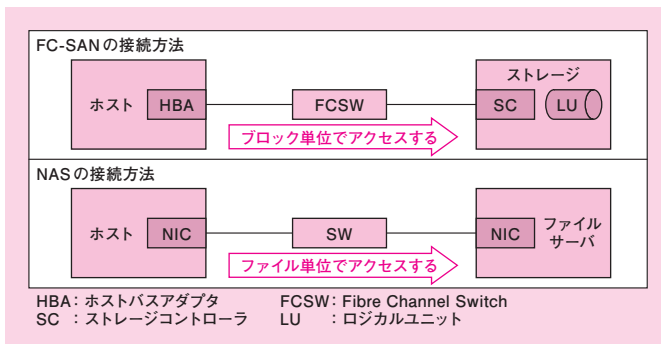 FC-SANの接続方法
ホスト
HBA
FCSW
ストレージ
SC
LU
ブロック単位でアクセスする
NASの接続方法
ホスト
NIC
SW
NIC
ファイル
サーバ
ファイル単位でアクセスする
HBA：ホストバスアダプタ FCSW：Fibre Channel Switch
SC ：ストレージコントローラ LU ：ロジカルユニット